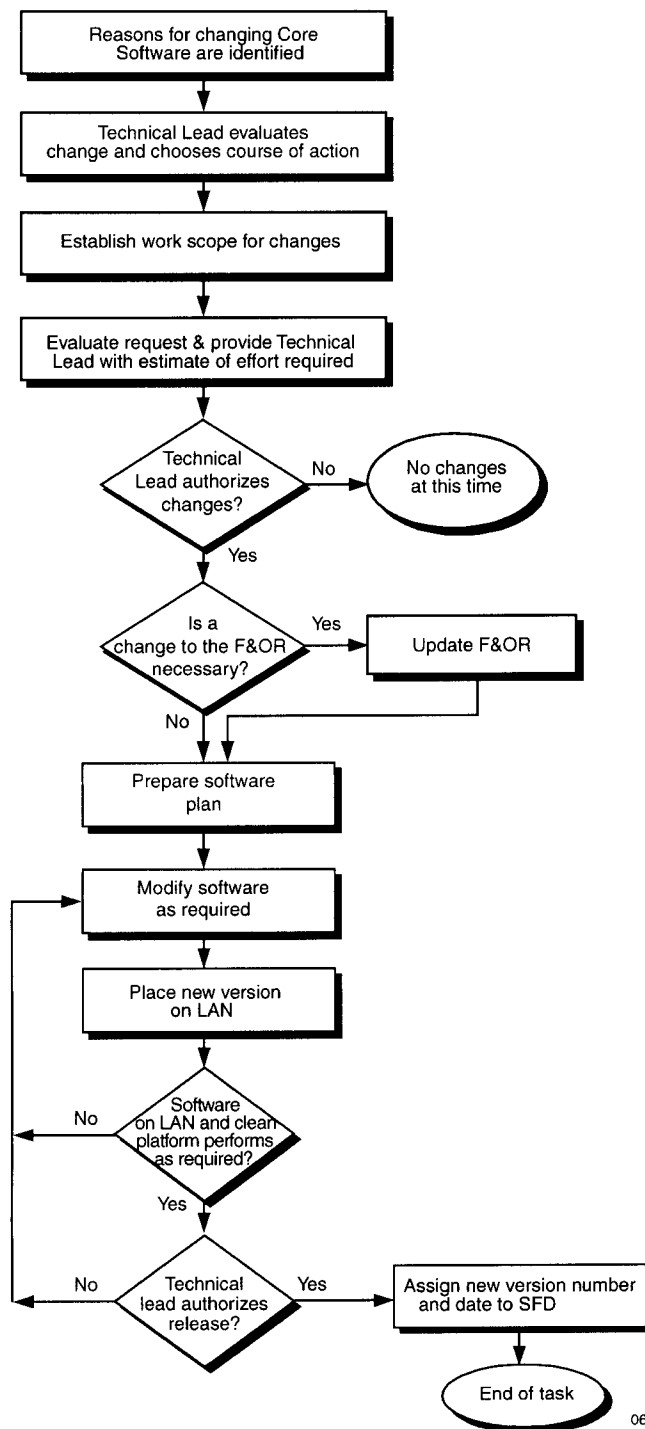 Reasons for changing Core
Software are identified
Technical Lead evaluates
change and chooses course of action
Establish work scope for changes
Evaluate request & provide Technical
Lead with estimate of effort required
Technical
Lead authorizes
changes?
No
No changes
at this time
Yes
Is a
change to the F&OR
necessary?
Yes
Update F&OR
No
Prepare software
plan
Modify software
as required
Place new version
on LAN
Software
on LAN and clean
platform performs
as required?
No
Yes
Technical
lead authorizes
release?
No
Yes
Assign new version number
and date to SFD
End of task
06